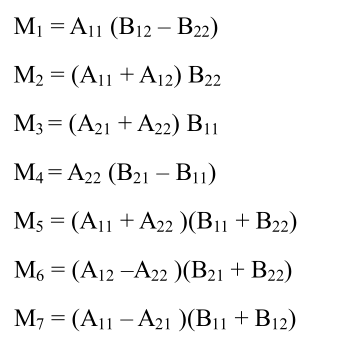 M₁ = A₁₁ (B₁₂ – B₂₂)
M₂ = (A₁₁ + A₁₂) B₂₂
M₃ = (A₂₁ + A₂₂) B₁₁
M₄ = A₂₂ (B₂₁ – B₁₁)
M₅ = (A₁₁ + A₂₂ )(B₁₁ + B₂₂)
M₆ = (A₁₂ –A₂₂ )(B₂₁ + B₂₂)
M₇ = (A₁₁ – A₂₁ )(B₁₁ + B₁₂)